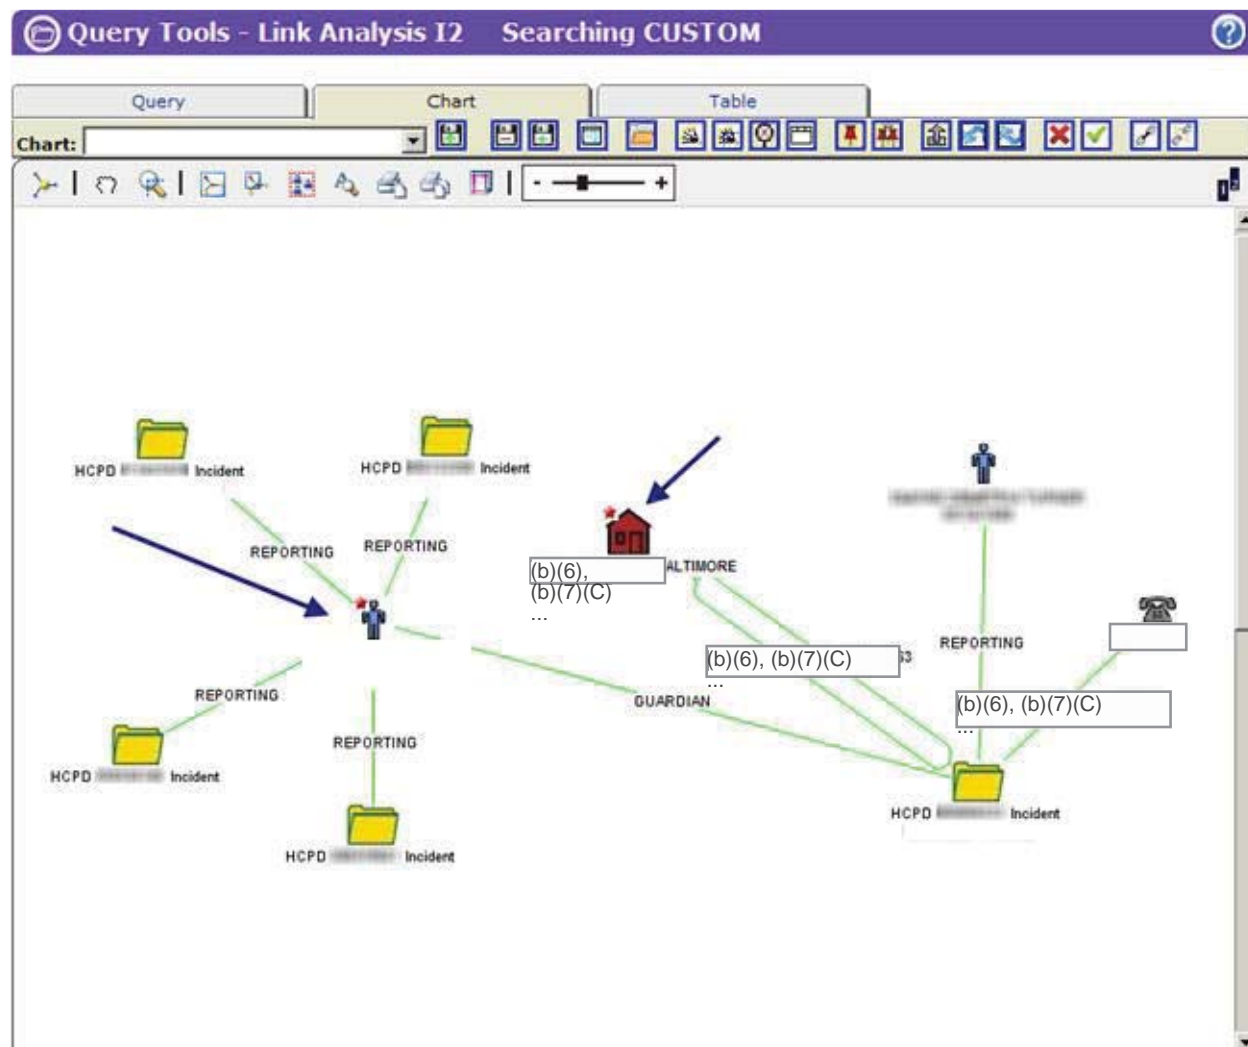 Query Tools - Link Analysis I2 Searching CUSTOM
Query Chart Table
Chart:
- +
HCPD Incident
HCPD Incident
REPORTING
REPORTING
ALTIMORE
(b)(6),
(b)(7)(C)
...
REPORTING
(b)(6), (b)(7)(C)
...
63
REPORTING
GUARDIAN
(b)(6), (b)(7)(C)
...
REPORTING
HCPD Incident
HCPD Incident
HCPD Incident